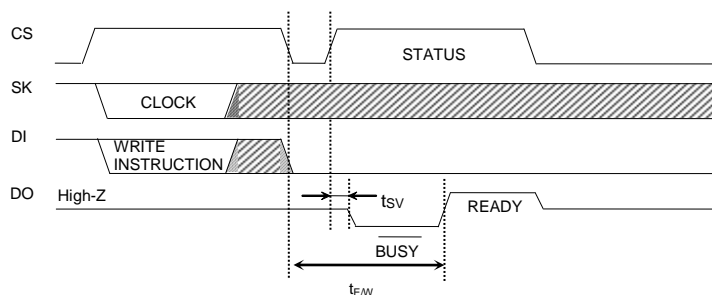 CS
STATUS
SK
CLOCK
DI
WRITE
INSTRUCTION
DO
High-Z
tSV
READY
BUSY
tE/W